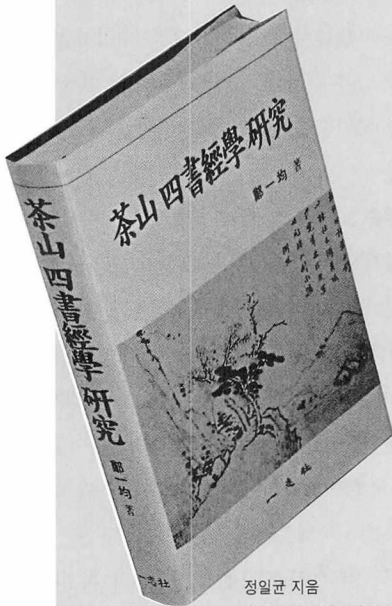 茶山 四書經學 研究
鄭一均 著
一志社
茶山 四書經學 研究
鄭一均 著
一志社
정일균 지음